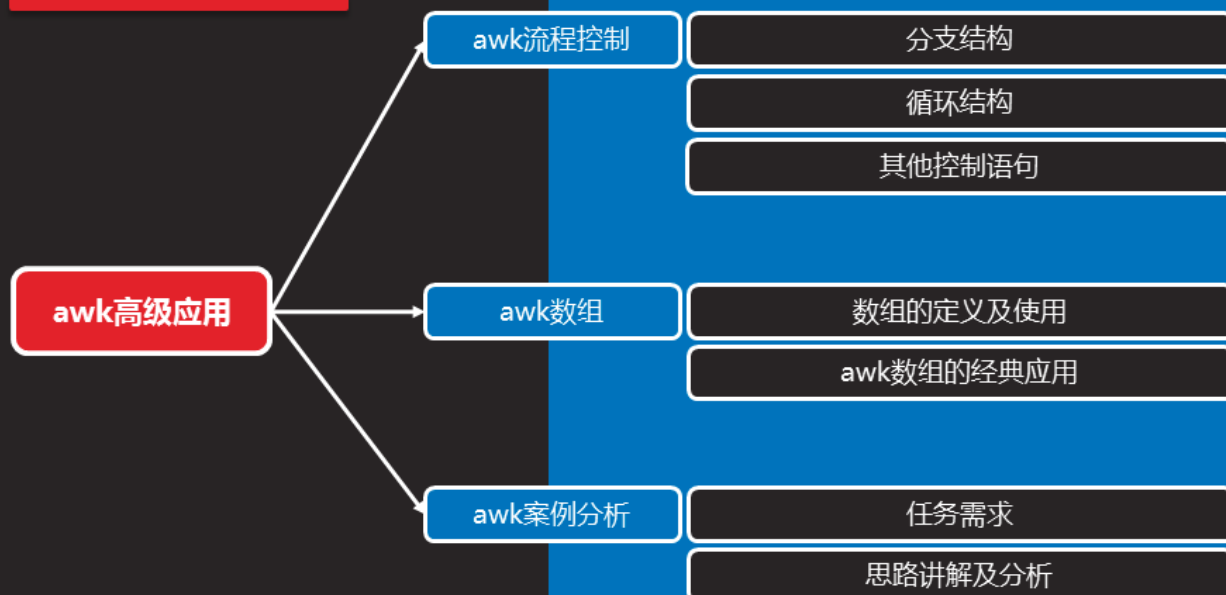 awk高级应用
awk流程控制
分支结构
循环结构
其他控制语句
awk数组
数组的定义及使用
awk数组的经典应用
awk案例分析
任务需求
思路讲解及分析